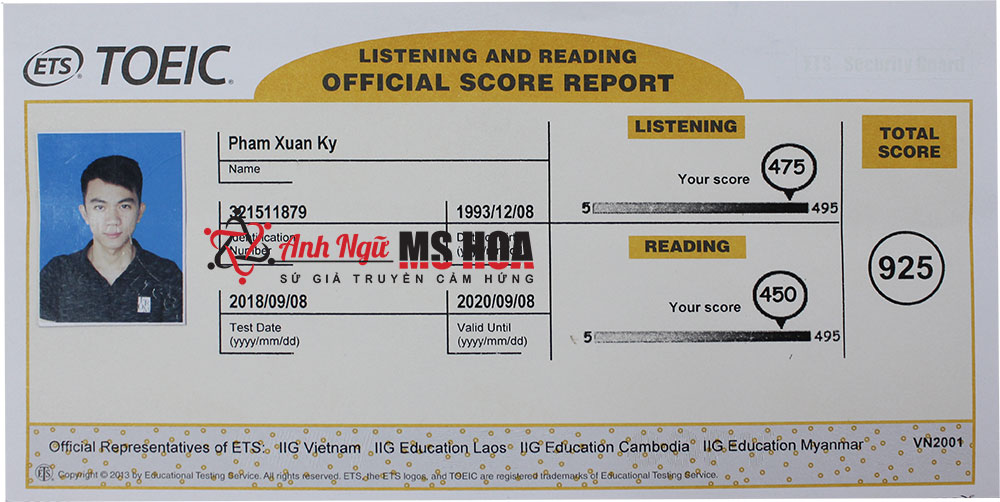 ETS TOEIC
LISTENING AND READING
OFFICIAL SCORE REPORT
Pham Xuan Ky
Name
321511879
1993/12/08
Identification
Number
2018/09/08
2020/09/08
Test Date
(yyyy/mm/dd)
Valid Until
(yyyy/mm/dd)
Anh Ngữ MS HOA
SỨ GIẢ TRUYỀN CẢM HỨNG
LISTENING
Your score
475
5
495
READING
Your score
450
5
495
TOTAL
SCORE
925
Official Representatives of ETS: IIG Vietnam IIG Education Laos IIG Education Cambodia IIG Education Myanmar
VN2001
ETS Copyright © 2013 by Educational Testing Service. All rights reserved. ETS, the ETS logos, and TOEIC are registered trademarks of Educational Testing Service.